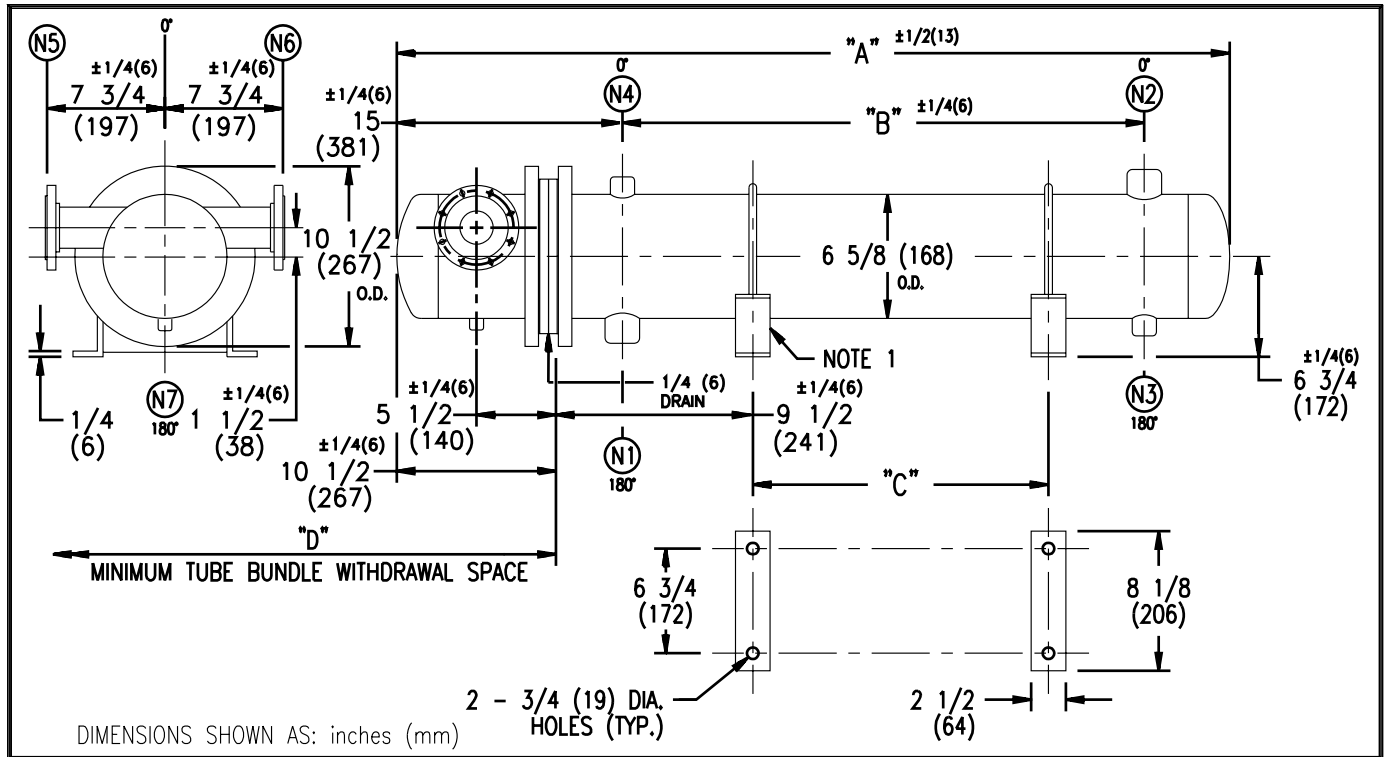 N5
0°
N6
±1/4(6)
±1/4(6)
7 3/4
(197)
7 3/4
(197)
±1/4(6)
15
(381)
"A" ±1/2(13)
0°
N4
0°
N2
"B" ±1/4(6)
10 1/2
(267)
O.D.
6 5/8 (168)
O.D.
NOTE 1
±1/4(6)
6 3/4
(172)
1/4
(6)
N7
180°
±1/4(6)
1 1/2
(38)
±1/4(6)
5 1/2
(140)
1/4 (6)
DRAIN
±1/4(6)
9 1/2
(241)
N3
180°
N1
180°
±1/4(6)
10 1/2
(267)
"C"
"D"
MINIMUM TUBE BUNDLE WITHDRAWAL SPACE
6 3/4
(172)
8 1/8
(206)
2 - 3/4 (19) DIA.
HOLES (TYP.)
2 1/2
(64)
DIMENSIONS SHOWN AS: inches (mm)